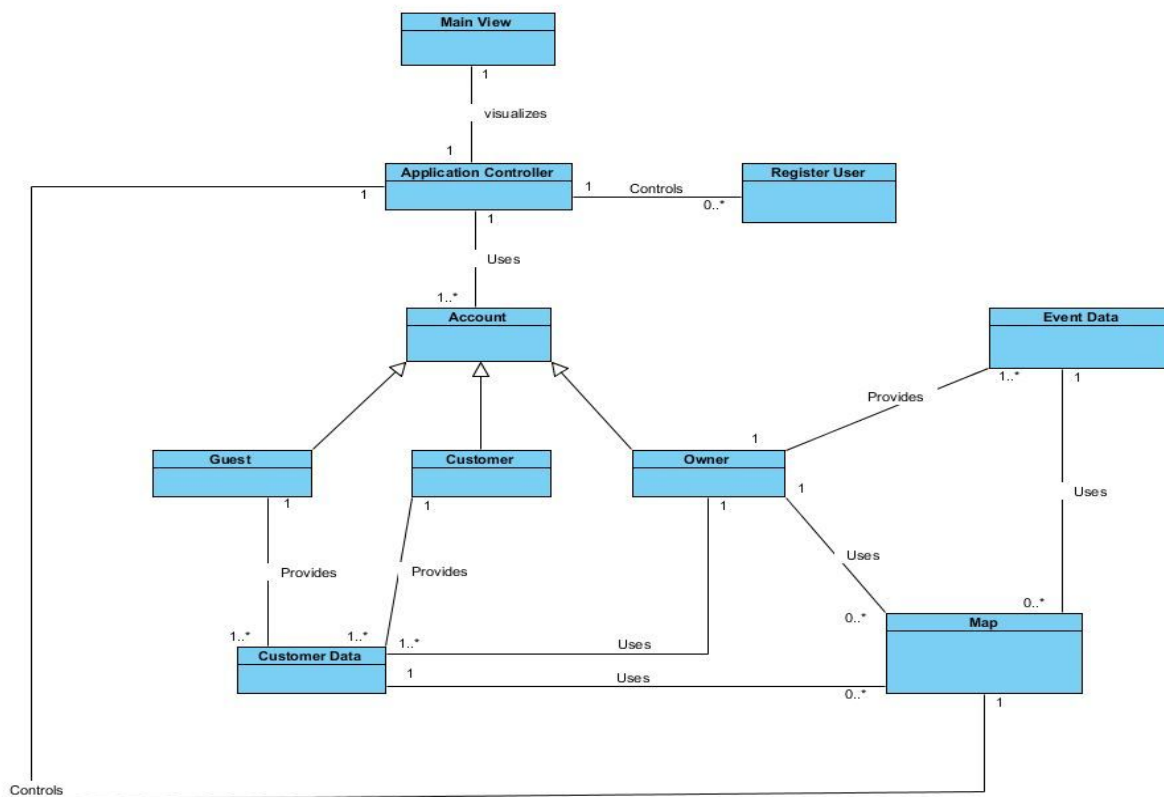 Main View
1
visualizes
1
Application Controller
Register User
1
1
Controls
0..*
1
Uses
1..*
Account
Event Data
1..*
1
Provides
1
Guest
Customer
Owner
1
1
1
1
Uses
Uses
Provides
Provides
0..*
0..*
1..*
1..*
1..*
Uses
Map
Customer Data
1
Uses
0..*
1
Controls